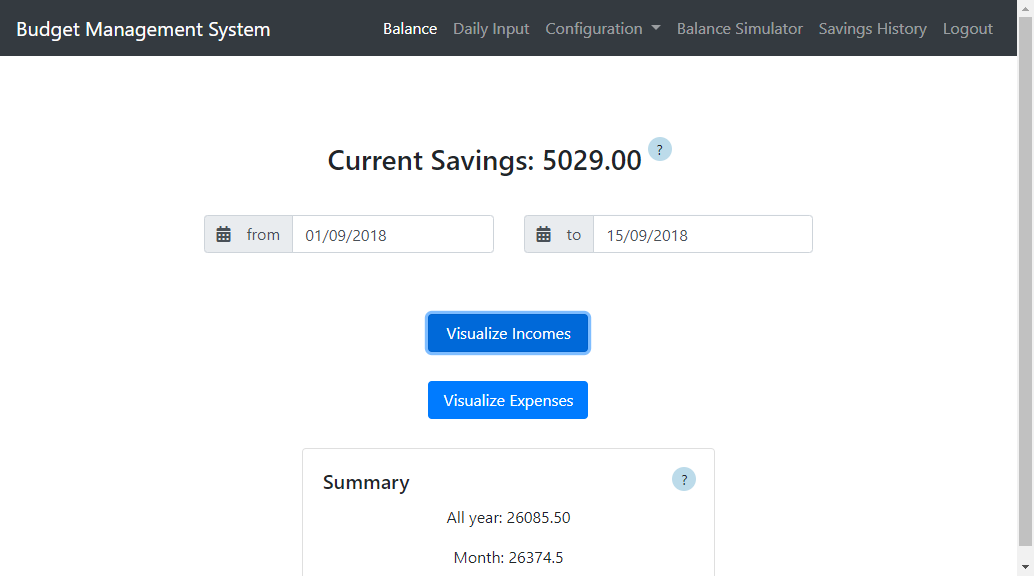 Budget Management System
Balance Daily Input Configuration Balance Simulator Savings History Logout
Current Savings: 5029.00 ?
from 01/09/2018 to 15/09/2018
Visualize Incomes
Visualize Expenses
Summary ?
All year: 26085.50
Month: 26374.5